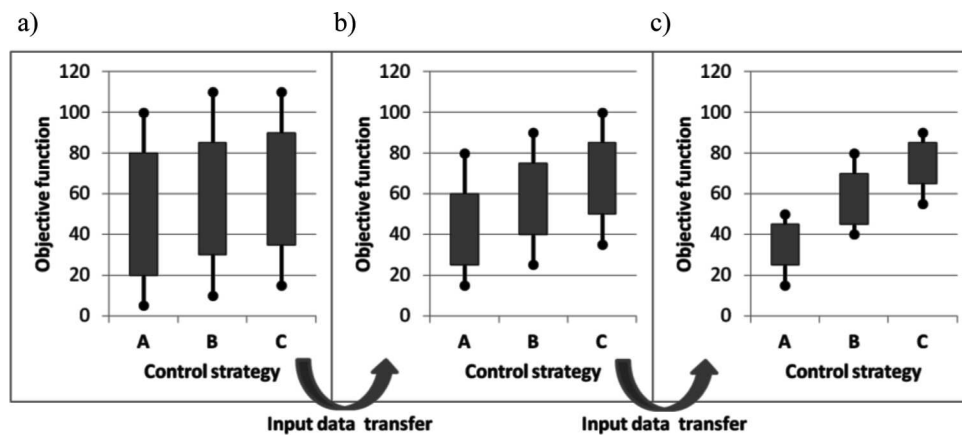 a)
b)
c)
Objective function
120
100
80
60
40
20
0
A B C
Control strategy
Objective function
120
100
80
60
40
20
0
A B C
Control strategy
Objective function
120
100
80
60
40
20
0
A B C
Control strategy
Input data transfer
Input data transfer